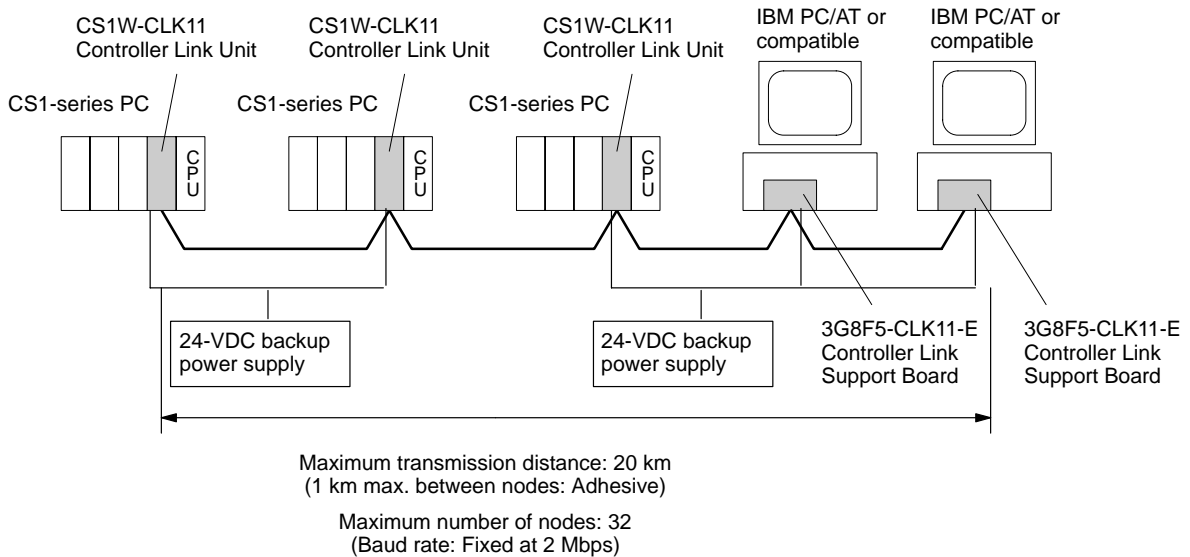 CS1W-CLK11
Controller Link Unit
CS1W-CLK11
Controller Link Unit
CS1W-CLK11
Controller Link Unit
IBM PC/AT or
compatible
IBM PC/AT or
compatible
CS1-series PC
CS1-series PC
CS1-series PC
CPU
CPU
CPU
24-VDC backup
power supply
24-VDC backup
power supply
3G8F5-CLK11-E
Controller Link
Support Board
3G8F5-CLK11-E
Controller Link
Support Board
Maximum transmission distance: 20 km
(1 km max. between nodes: Adhesive)
Maximum number of nodes: 32
(Baud rate: Fixed at 2 Mbps)